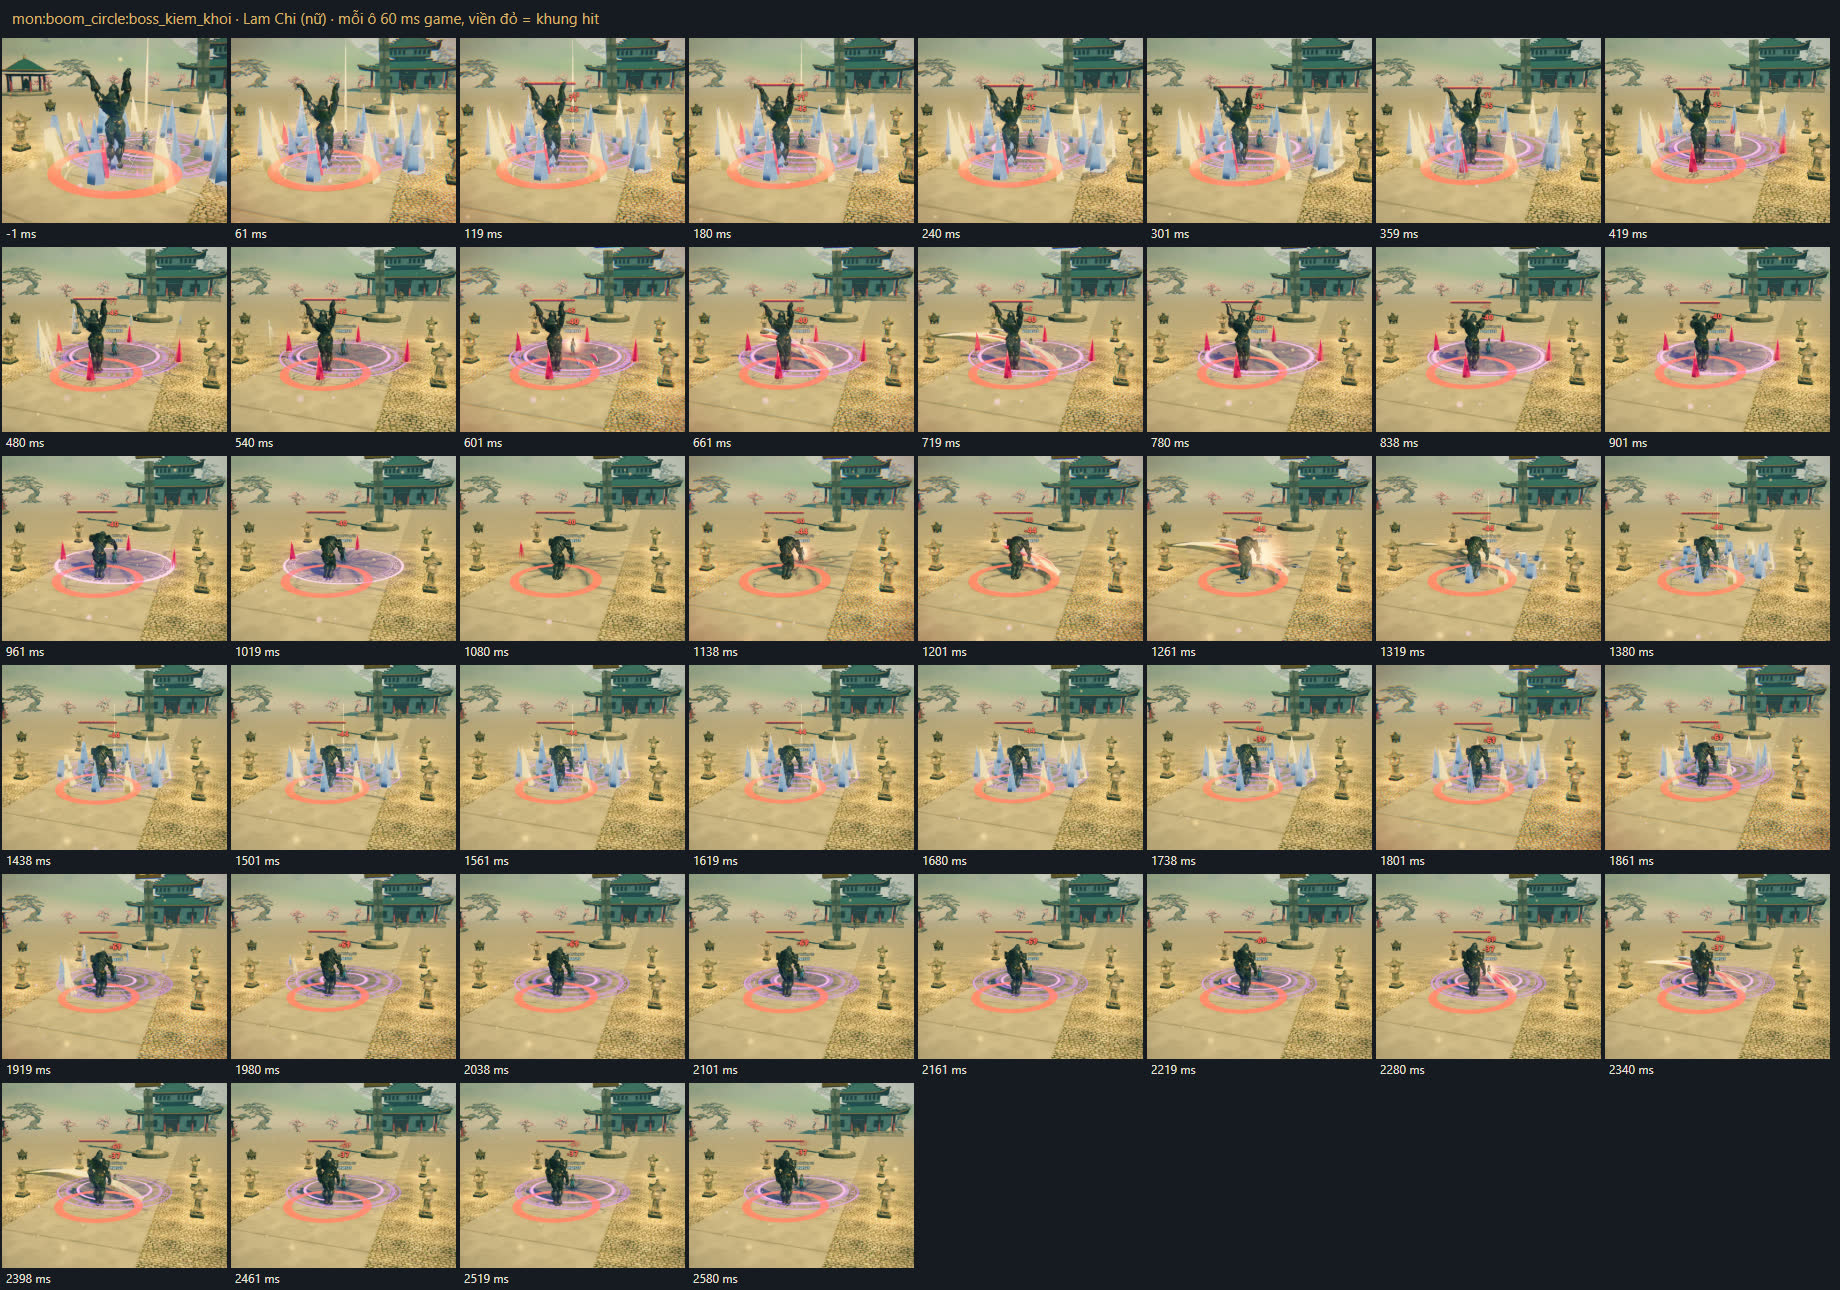 mon:boom_circle:boss_kiem_khoi · Lam Chi (nữ) · mỗi ô 60 ms game, viền đỏ = khung hit
-1 ms
61 ms
119 ms
180 ms
240 ms
301 ms
359 ms
419 ms
480 ms
540 ms
601 ms
661 ms
719 ms
780 ms
838 ms
901 ms
961 ms
1019 ms
1080 ms
1138 ms
1201 ms
1261 ms
1319 ms
1380 ms
1438 ms
1501 ms
1561 ms
1619 ms
1680 ms
1738 ms
1801 ms
1861 ms
1919 ms
1980 ms
2038 ms
2101 ms
2161 ms
2219 ms
2280 ms
2340 ms
2398 ms
2461 ms
2519 ms
2580 ms